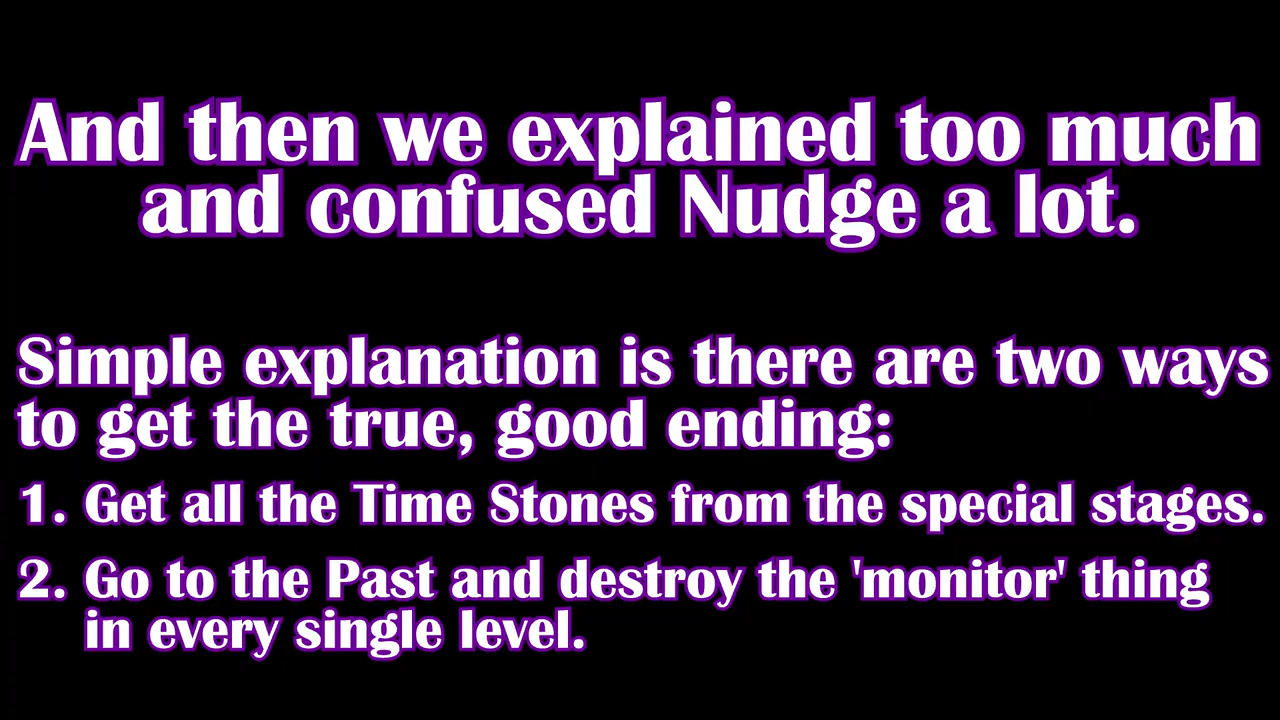 And then we explained too much
and confused Nudge a lot.
Simple explanation is there are two ways
to get the true, good ending:
1. Get all the Time Stones from the special stages.
2. Go to the Past and destroy the 'monitor' thing
in every single level.